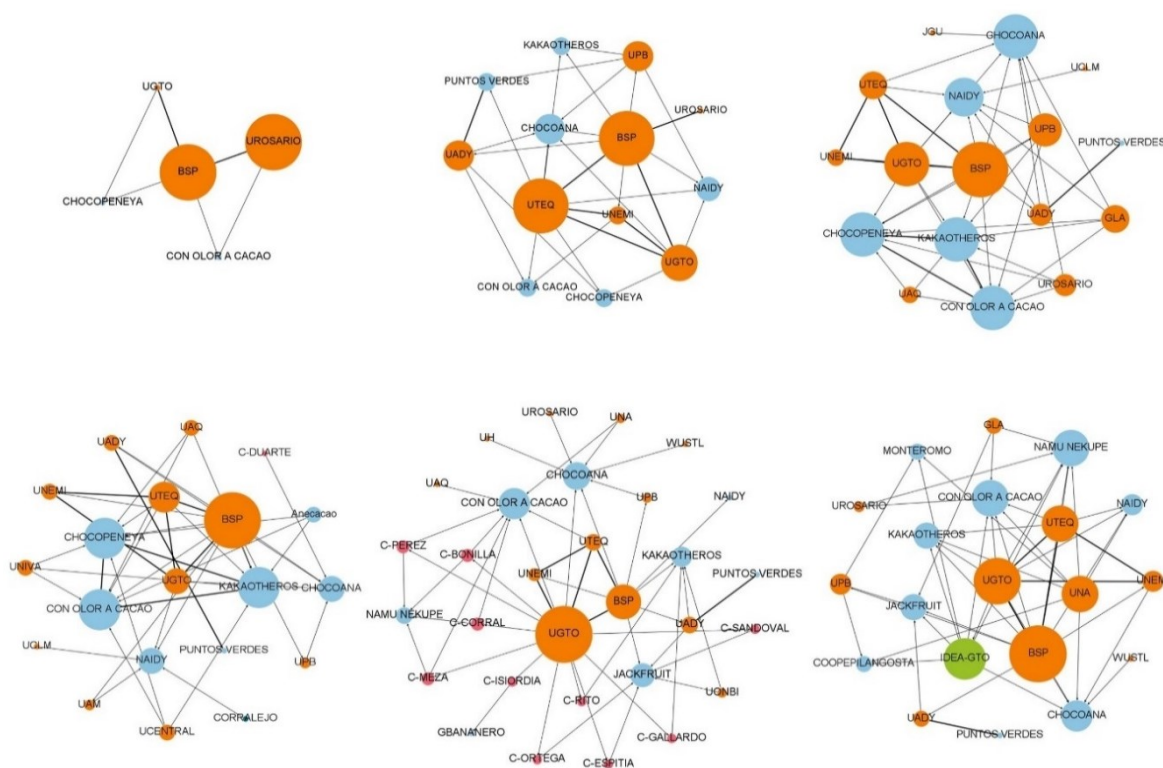 UGTO
UROSARIO
BSP
CHOCOPENEYA
CON OLOR A CACAO
KAKAOTHEROS
UPB
PUNTOS VERDES
UROSARIO
CHOCOANA
BSP
UADY
NAIDY
UTEQ
UNEMI
UGTO
CON OLOR A CACAO
CHOCOPENEYA
JGU
CHOCOANA
UCLM
UTEQ
NAIDY
UPB
PUNTOS VERDES
UNEMI
UGTO
BSP
UADY
GLA
CHOCOPENEYA
KAKAOTHEROS
UROSARIO
UAQ
CON OLOR A CACAO
UAQ
UADY
C-DUARTE
UNEMI
UTEQ
BSP
Anecacao
CHOCOPENEYA
UNIVA
UGTO
KAKAOTHEROS
CHOCOANA
CON OLOR A CACAO
UCLM
NAIDY
PUNTOS VERDES
UPB
UAM
CORRALEJO
UCENTRAL
UROSARIO
UNA
UH
WUSTL
CHOCOANA
UAQ
CON OLOR A CACAO
UPB
NAIDY
C-PEREZ
C-BONILLA
UTEQ
KAKAOTHEROS
UNEMI
PUNTOS VERDES
NAMU NEKUPE
BSP
C-CORRAL
UGTO
UADY
C-SANDOVAL
C-MEZA
C-ISIORDIA
JACKFRUIT
C-RITO
UONBI
GBANANERO
C-GALLARDO
C-ORTEGA
C-ESPITIA
GLA
NAMU NEKUPE
MONTEROMO
CON OLOR A CACAO
UROSARIO
NAIDY
KAKAOTHEROS
UTEQ
UPB
UGTO
UNA
UNEMI
JACKFRUIT
IDEA-GTO
BSP
WUSTL
COOPEPILANGOSTA
UADY
CHOCOANA
PUNTOS VERDES